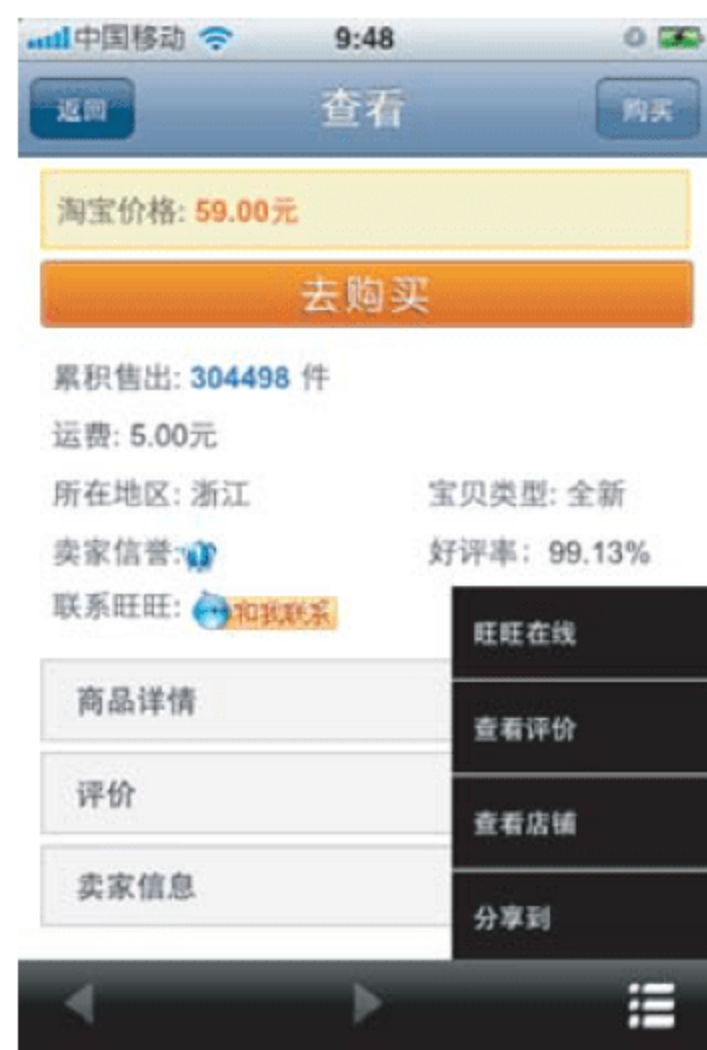 中国移动 9:48
返回 查看 购买
淘宝价格: 59.00元
去购买
累积售出: 304498 件
运费: 5.00元
所在地区: 浙江 宝贝类型: 全新
卖家信誉: 好评率: 99.13%
联系旺旺: 和我联系
旺旺在线
商品详情
查看评价
评价
查看店铺
卖家信息
分享到